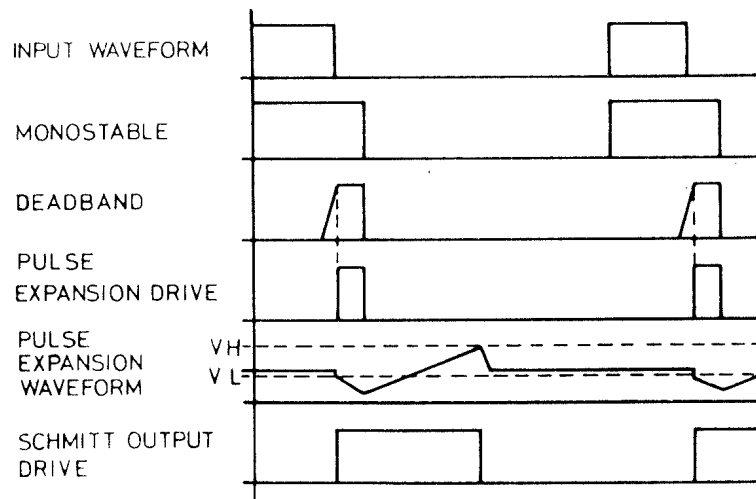 INPUT WAVEFORM
MONOSTABLE
DEADBAND
PULSE
EXPANSION DRIVE
PULSE
EXPANSION
WAVEFORM
VH
VL
SCHMITT OUTPUT
DRIVE